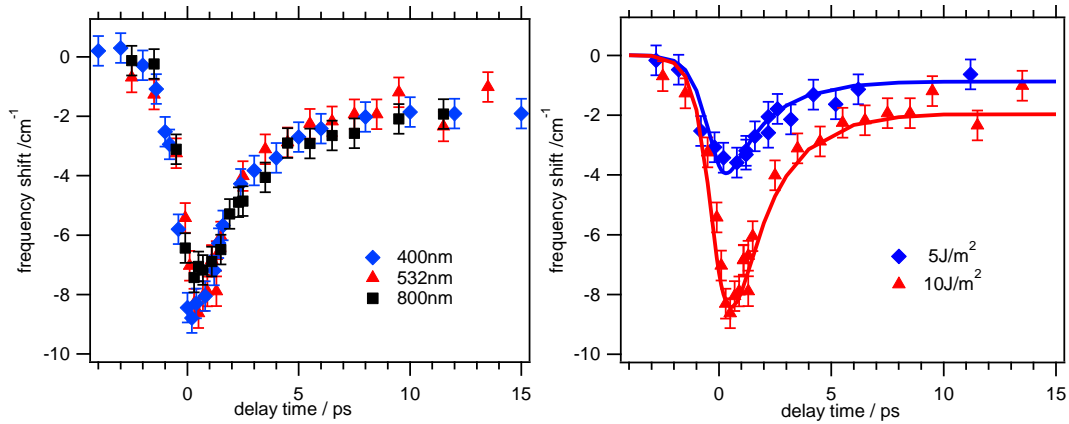 0
-2
-4
-6
-8
-10
frequency shift /cm⁻¹
400nm
532nm
800nm
0
5
10
15
delay time / ps
0
-2
-4
-6
-8
-10
frequency shift /cm⁻¹
5J/m²
10J/m²
0
5
10
15
delay time / ps